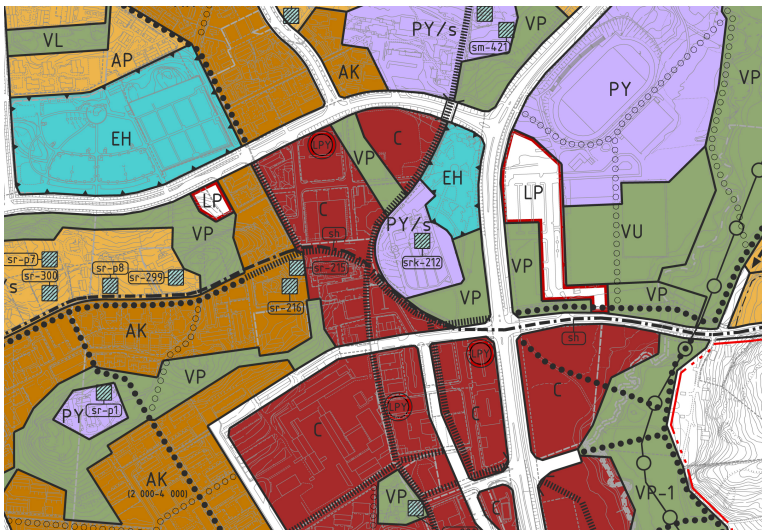 PY/s
VP
sm-421
VL
AP
AK
PY
VP
EH
LPY
C
VP
EH
LP
LP
C
PY/s
VP
sh
VU
sr-p7
sr-p8
sr-215
srk-212
VP
sr-300
sr-299
s
VP
VP
sr-216
AK
sh
LPY
VP
C
sr-p1
PY
LPY
C
C
AK
(2 000-4 000)
VP
VP-1
C